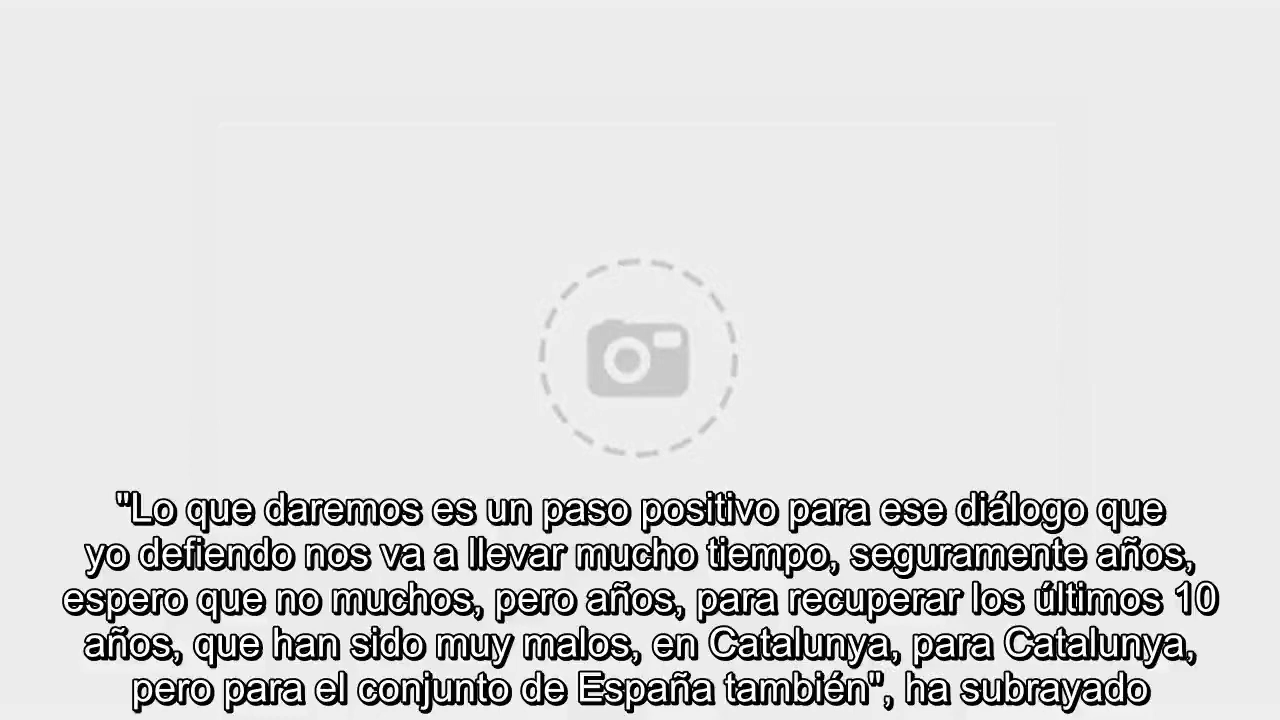 "Lo que daremos es un paso positivo para ese diálogo que
yo defiendo nos va a llevar mucho tiempo, seguramente años,
espero que no muchos, pero años, para recuperar los últimos 10
años, que han sido muy malos, en Catalunya, para Catalunya,
pero para el conjunto de España también", ha subrayado